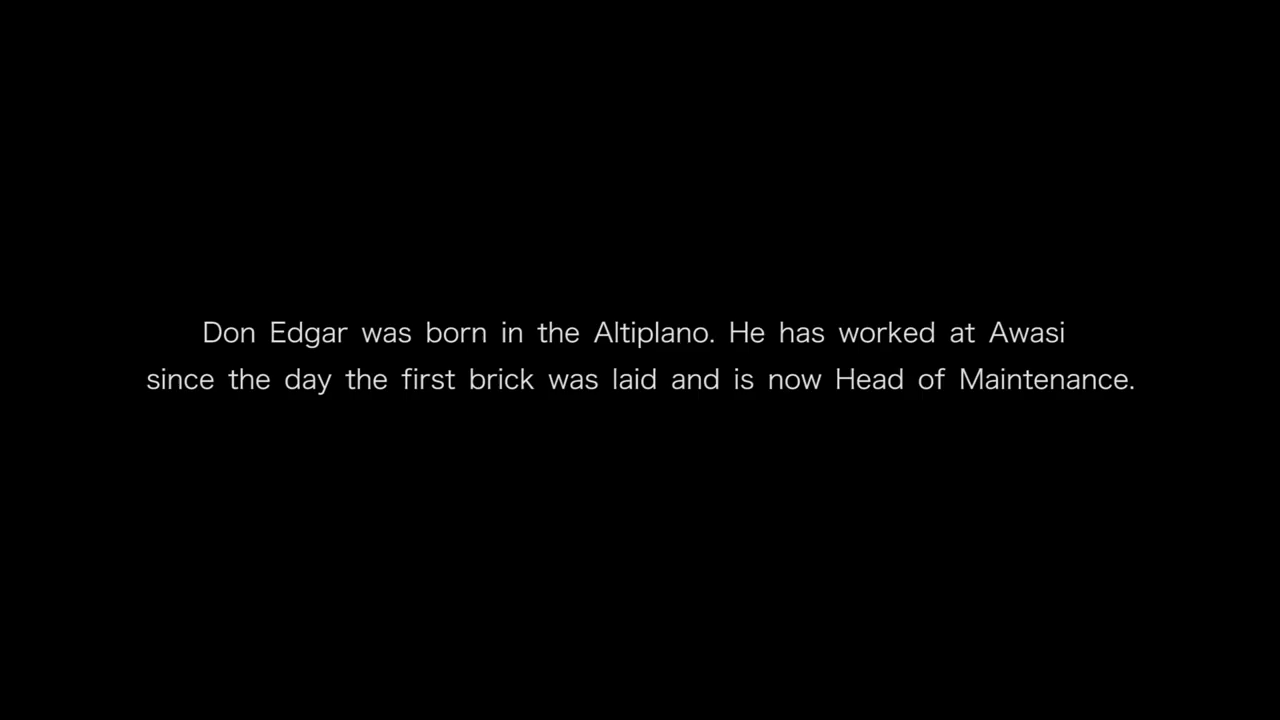 Don Edgar was born in the Altiplano. He has worked at Awasi
since the day the first brick was laid and is now Head of Maintenance.